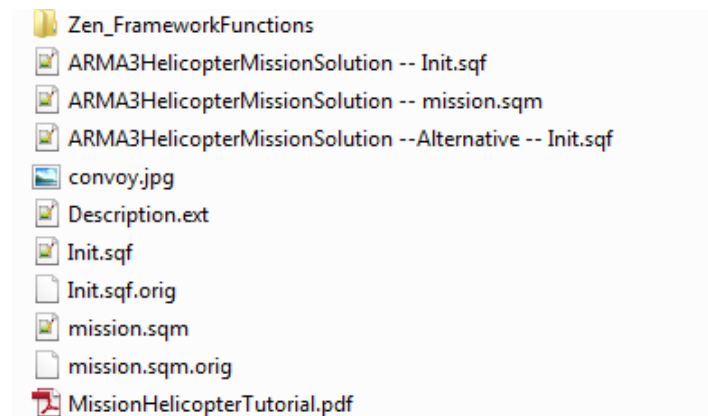 Zen_FrameworkFunctions
ARMA3HelicopterMissionSolution -- Init.sqf
ARMA3HelicopterMissionSolution -- mission.sqm
ARMA3HelicopterMissionSolution --Alternative -- Init.sqf
convoy.jpg
Description.ext
Init.sqf
Init.sqf.orig
mission.sqm
mission.sqm.orig
MissionHelicopterTutorial.pdf